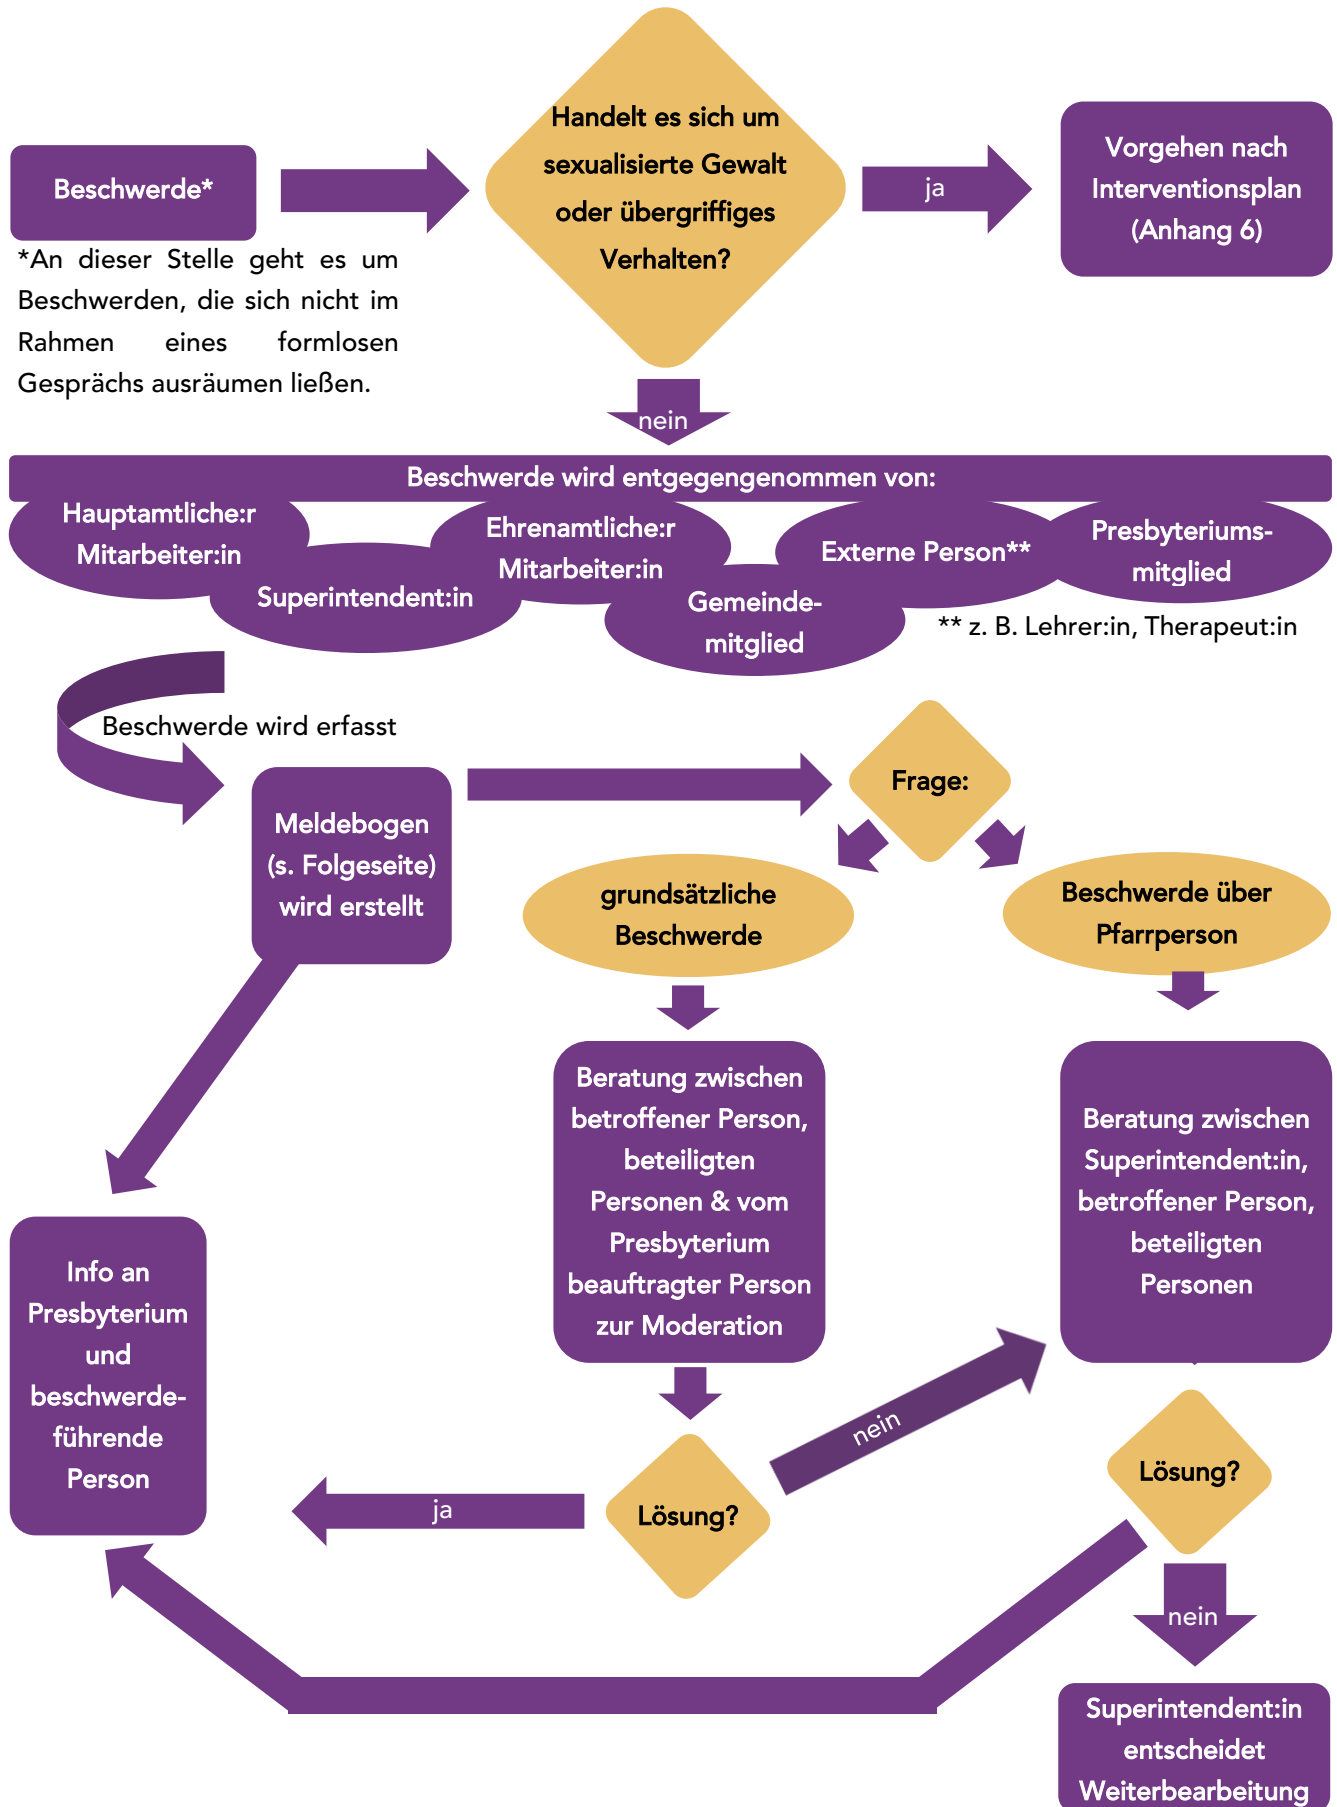 Handelt es sich um
sexualisierte Gewalt
oder übergriffiges
Verhalten?
Beschwerde*
ja
Vorgehen nach
Interventionsplan
(Anhang 6)
*An dieser Stelle geht es um
Beschwerden, die sich nicht im
Rahmen eines formlosen
Gesprächs ausräumen ließen.
nein
Beschwerde wird entgegengenommen von:
Hauptamtliche:r
Mitarbeiter:in
Superintendent:in
Ehrenamtliche:r
Mitarbeiter:in
Gemeinde-
mitglied
Externe Person**
Presbyteriums-
mitglied
** z. B. Lehrer:in, Therapeut:in
Beschwerde wird erfasst
Meldebogen
(s. Folgeseite)
wird erstellt
Frage:
grundsätzliche
Beschwerde
Beschwerde über
Pfarrperson
Beratung zwischen
betroffener Person,
beteiligten
Personen & vom
Presbyterium
beauftragter Person
zur Moderation
Beratung zwischen
Superintendent:in,
betroffener Person,
beteiligten
Personen
Info an
Presbyterium
und
beschwerde-
führende
Person
nein
Lösung?
ja
Lösung?
nein
Superintendent:in
entscheidet
Weiterbearbeitung